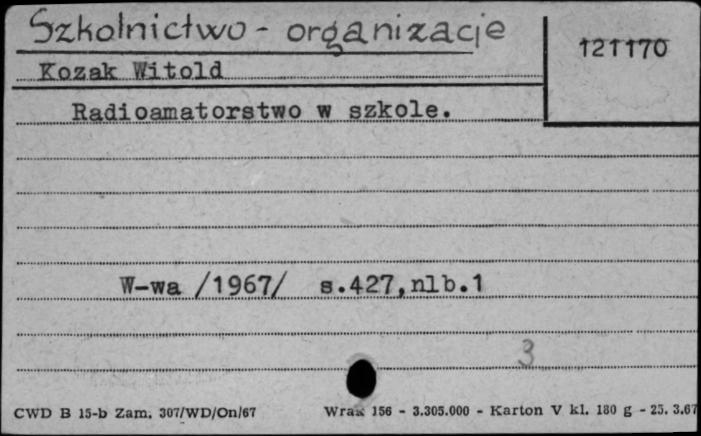 Szkolnictwo - organizacje
121170
Kozak Witold
Radioamatorstwo w szkole.
W-wa /1967/ s.427,nlb.1
3
CWD B 15-b Zam. 307/WD/On/67 Wrax 156 - 3.305.000 - Karton V kl. 180 g - 25. 3.67